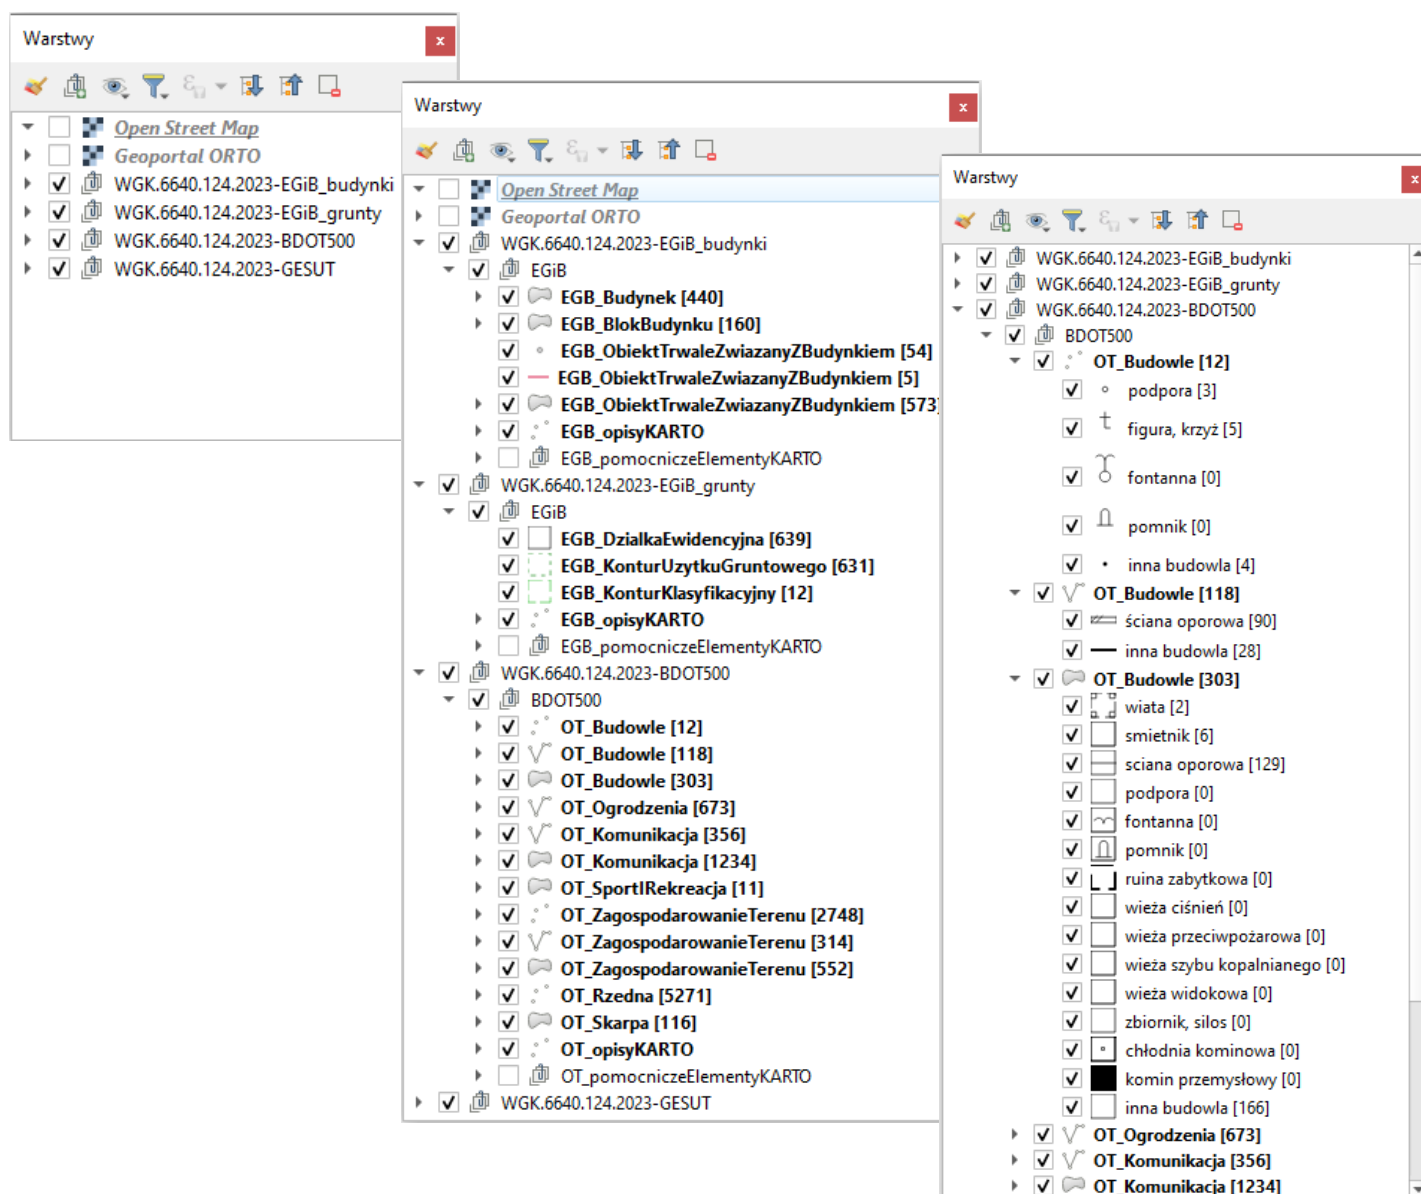 Warstwy
Open Street Map
Geoportal ORTO
WGK.6640.124.2023-EGiB_budynki
WGK.6640.124.2023-EGiB_grunty
WGK.6640.124.2023-BDOT500
WGK.6640.124.2023-GESUT
Warstwy
Open Street Map
Geoportal ORTO
WGK.6640.124.2023-EGiB_budynki
EGiB
EGB_Budynek [440]
EGB_BlokBudynku [160]
EGB_ObiektTrwaleZwiazanyZBudynkiem [54]
EGB_ObiektTrwaleZwiazanyZBudynkiem [5]
EGB_ObiektTrwaleZwiazanyZBudynkiem [573]
EGB_opisyKARTO
EGB_pomocniczeElementyKARTO
WGK.6640.124.2023-EGiB_grunty
EGiB
EGB_DzialkaEwidencyjna [639]
EGB_KonturUzytkuGruntowego [631]
EGB_KonturKlasyfikacyjny [12]
EGB_opisyKARTO
EGB_pomocniczeElementyKARTO
WGK.6640.124.2023-BDOT500
BDOT500
OT_Budowle [12]
OT_Budowle [118]
OT_Budowle [303]
OT_Ogrodzenia [673]
OT_Komunikacja [356]
OT_Komunikacja [1234]
OT_SportIRekreacja [11]
OT_ZagospodarowanieTerenu [2748]
OT_ZagospodarowanieTerenu [314]
OT_ZagospodarowanieTerenu [552]
OT_Rzedna [5271]
OT_Skarpa [116]
OT_opisyKARTO
OT_pomocniczeElementyKARTO
WGK.6640.124.2023-GESUT
Warstwy
WGK.6640.124.2023-EGiB_budynki
WGK.6640.124.2023-EGiB_grunty
WGK.6640.124.2023-BDOT500
BDOT500
OT_Budowle [12]
podpora [3]
figura, krzyż [5]
fontanna [0]
pomnik [0]
inna budowla [4]
OT_Budowle [118]
ściana oporowa [90]
inna budowla [28]
OT_Budowle [303]
wiata [2]
smietnik [6]
sciana oporowa [129]
podpora [0]
fontanna [0]
pomnik [0]
ruina zabytkowa [0]
wieża ciśnień [0]
wieża przeciwpożarowa [0]
wieża szybu kopalnianego [0]
wieża widokowa [0]
zbiornik, silos [0]
chłodnia kominowa [0]
komin przemysłowy [0]
inna budowla [166]
OT_Ogrodzenia [673]
OT_Komunikacja [356]
OT_Komunikacja [1234]